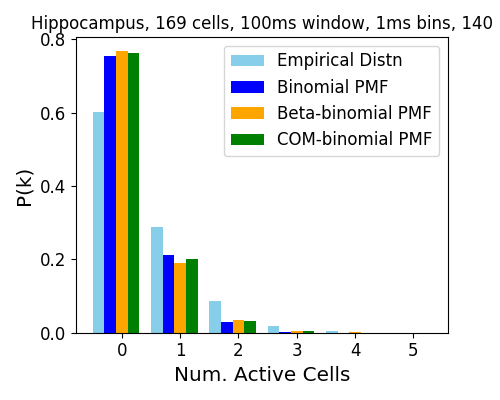 Hippocampus, 169 cells, 100ms window, 1ms bins, 140
0.8
0.6
0.4
0.2
0.0
P(k)
Empirical Distn
Binomial PMF
Beta-binomial PMF
COM-binomial PMF
0 1 2 3 4 5
Num. Active Cells